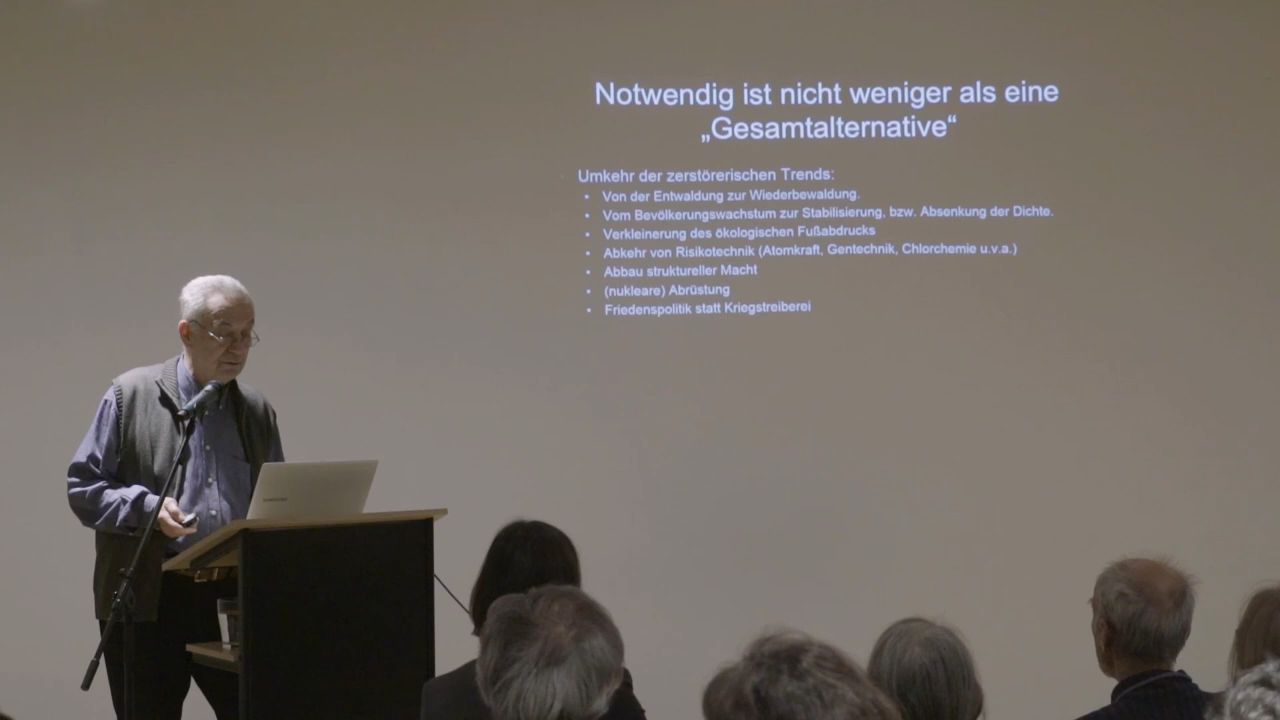 Notwendig ist nicht weniger als eine
„Gesamtalternative“
Umkehr der zerstörerischen Trends:
• Von der Entwaldung zur Wiederbewaldung.
• Vom Bevölkerungswachstum zur Stabilisierung, bzw. Absenkung der Dichte.
• Verkleinerung des ökologischen Fußabdrucks
• Abkehr von Risikotechnik (Atomkraft, Gentechnik, Chlorchemie u.v.a.)
• Abbau struktureller Macht
• (nukleare) Abrüstung
• Friedenspolitik statt Kriegstreiberei